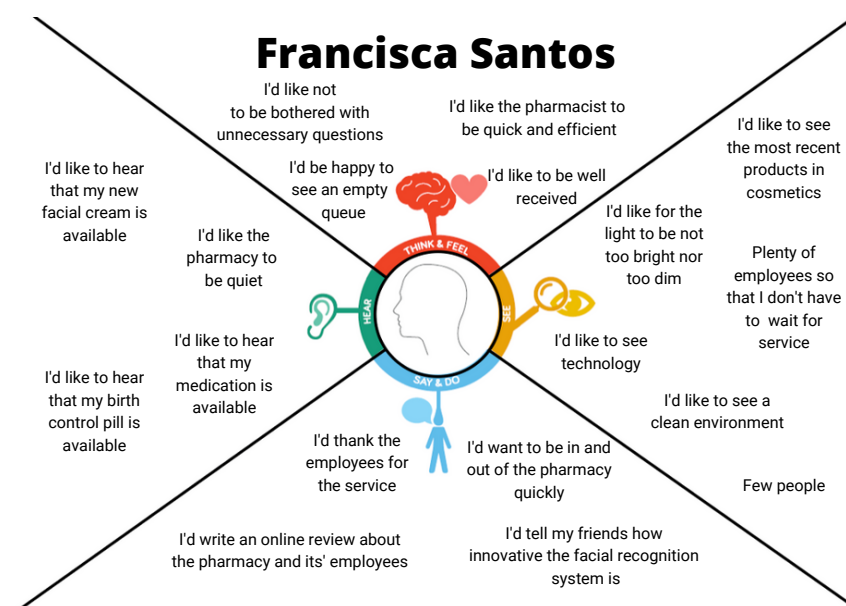 Francisca Santos
I'd like not
to be bothered with
unnecessary questions
I'd like the pharmacist to
be quick and efficient
I'd be happy to
see an empty
queue
I'd like to be well
received
THINK & FEEL
I'd like to hear
that my new
facial cream is
available
I'd like the
pharmacy to
be quiet
I'd like to hear
that my
medication is
available
I'd like to hear
that my birth
control pill is
available
HEAR
I'd like to see
the most recent
products in
cosmetics
I'd like for the
light to be not
too bright nor
too dim
Plenty of
employees so
that I don't have
to wait for
service
I'd like to see
technology
I'd like to see a
clean environment
Few people
SEE
SAY & DO
I'd thank the
employees for
the service
I'd want to be in and
out of the pharmacy
quickly
I'd write an online review about
the pharmacy and its' employees
I'd tell my friends how
innovative the facial recognition
system is